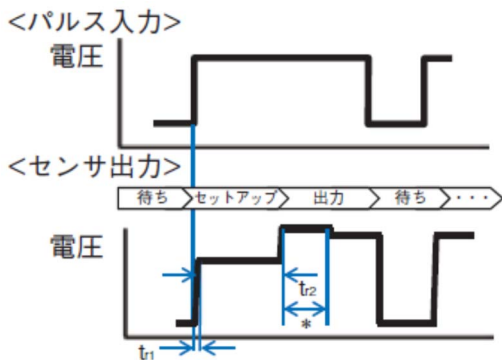 <パルス入力>
電圧
<センサ出力>
待ち セットアップ 出力 待ち ・・・
電圧
tr2
*
tr1